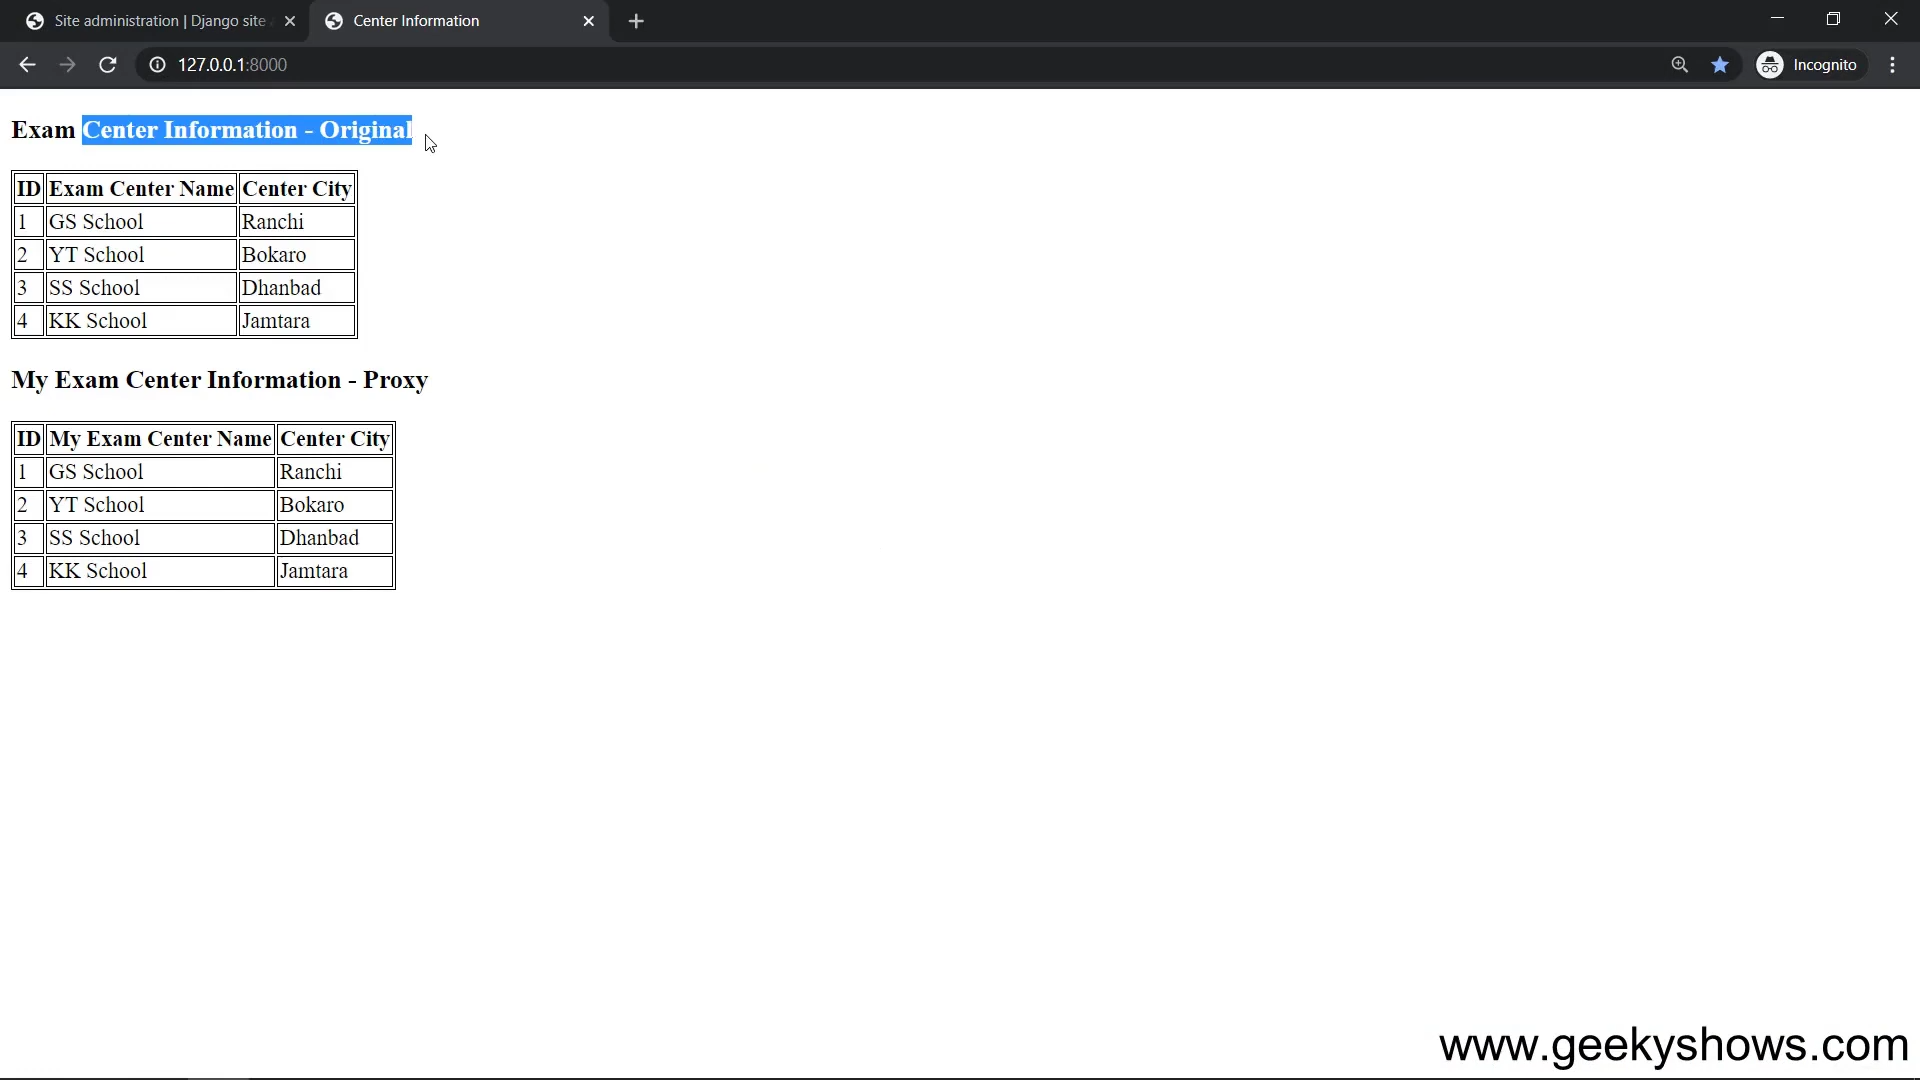 Site administration | Django site
Center Information
127.0.0.1:8000
Incognito
Exam Center Information - Original
ID Exam Center Name Center City
1 GS School Ranchi
2 YT School Bokaro
3 SS School Dhanbad
4 KK School Jamtara
My Exam Center Information - Proxy
ID My Exam Center Name Center City
1 GS School Ranchi
2 YT School Bokaro
3 SS School Dhanbad
4 KK School Jamtara
www.geekyshows.com